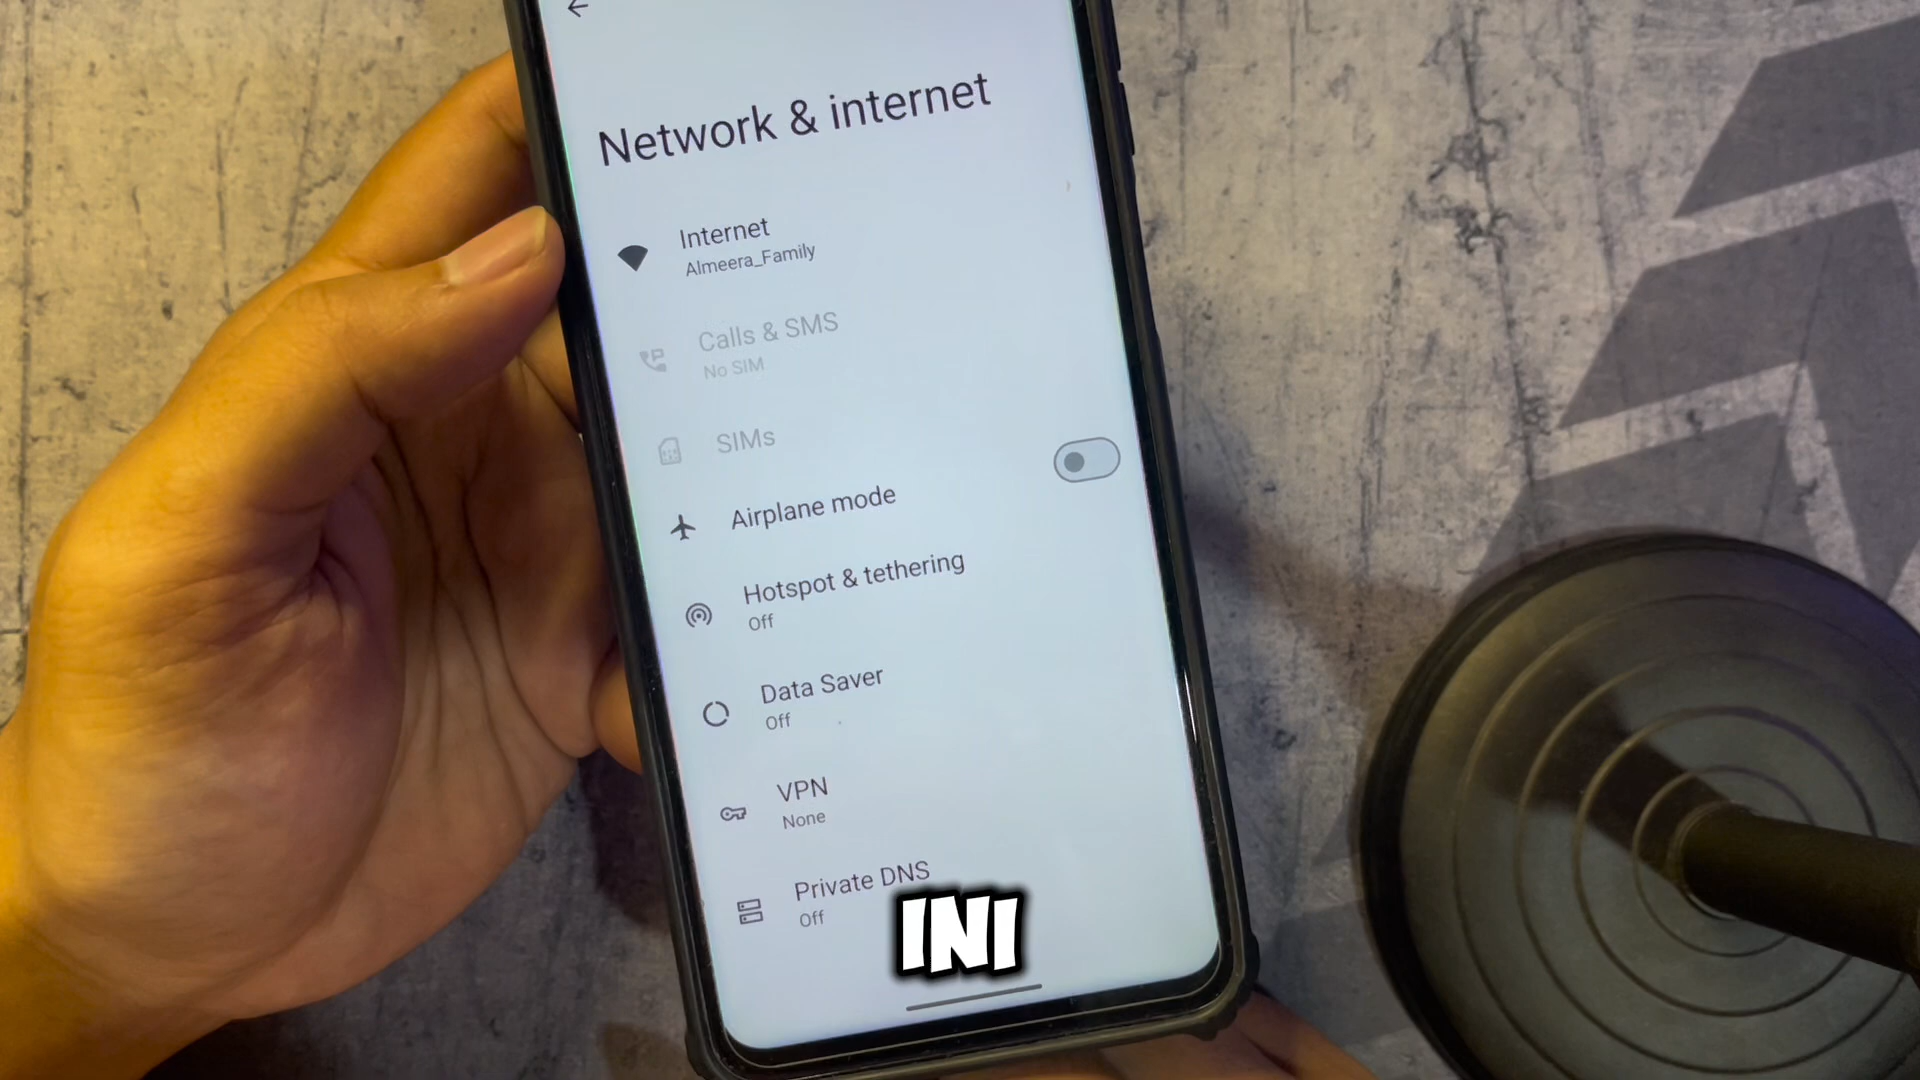 Network & internet
Internet
Almeera_Family
Calls & SMS
No SIM
SIMs
Airplane mode
Hotspot & tethering
Off
Data Saver
Off
VPN
None
Private DNS
Off
INI